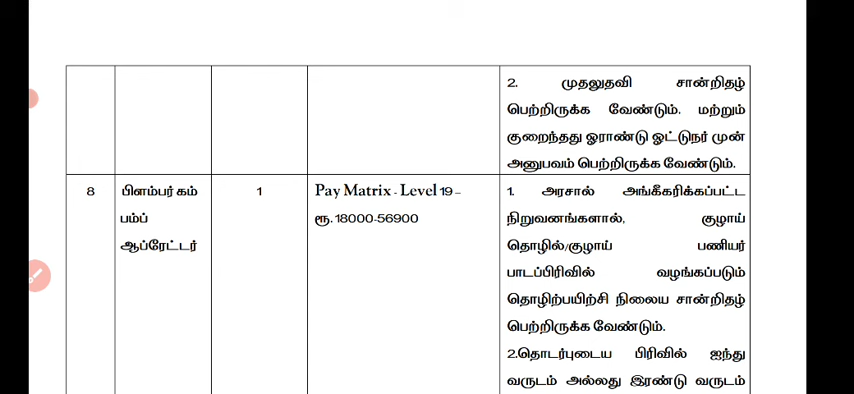 2. முதலுதவி சான்றிதழ்
பெற்றிருக்க வேண்டும். மற்றும்
குறைந்தது ஓராண்டு ஓட்டுநர் முன்
அனுபவம் பெற்றிருக்க வேண்டும்.
8 பிளம்பர் கம் 1 Pay Matrix - Level 19 – 1. அரசால் அங்கீகரிக்கப்பட்ட
பம்ப் ரூ. 18000-56900 நிறுவனங்களால், குழாய்
ஆப்ரேட்டர் தொழில்/குழாய் பணியர்
பாடப்பிரிவில் வழங்கப்படும்
தொழிற்பயிற்சி நிலைய சான்றிதழ்
பெற்றிருக்க வேண்டும்.
2.தொடர்புடைய பிரிவில் ஐந்து
வருடம் அல்லது இரண்டு வருடம்